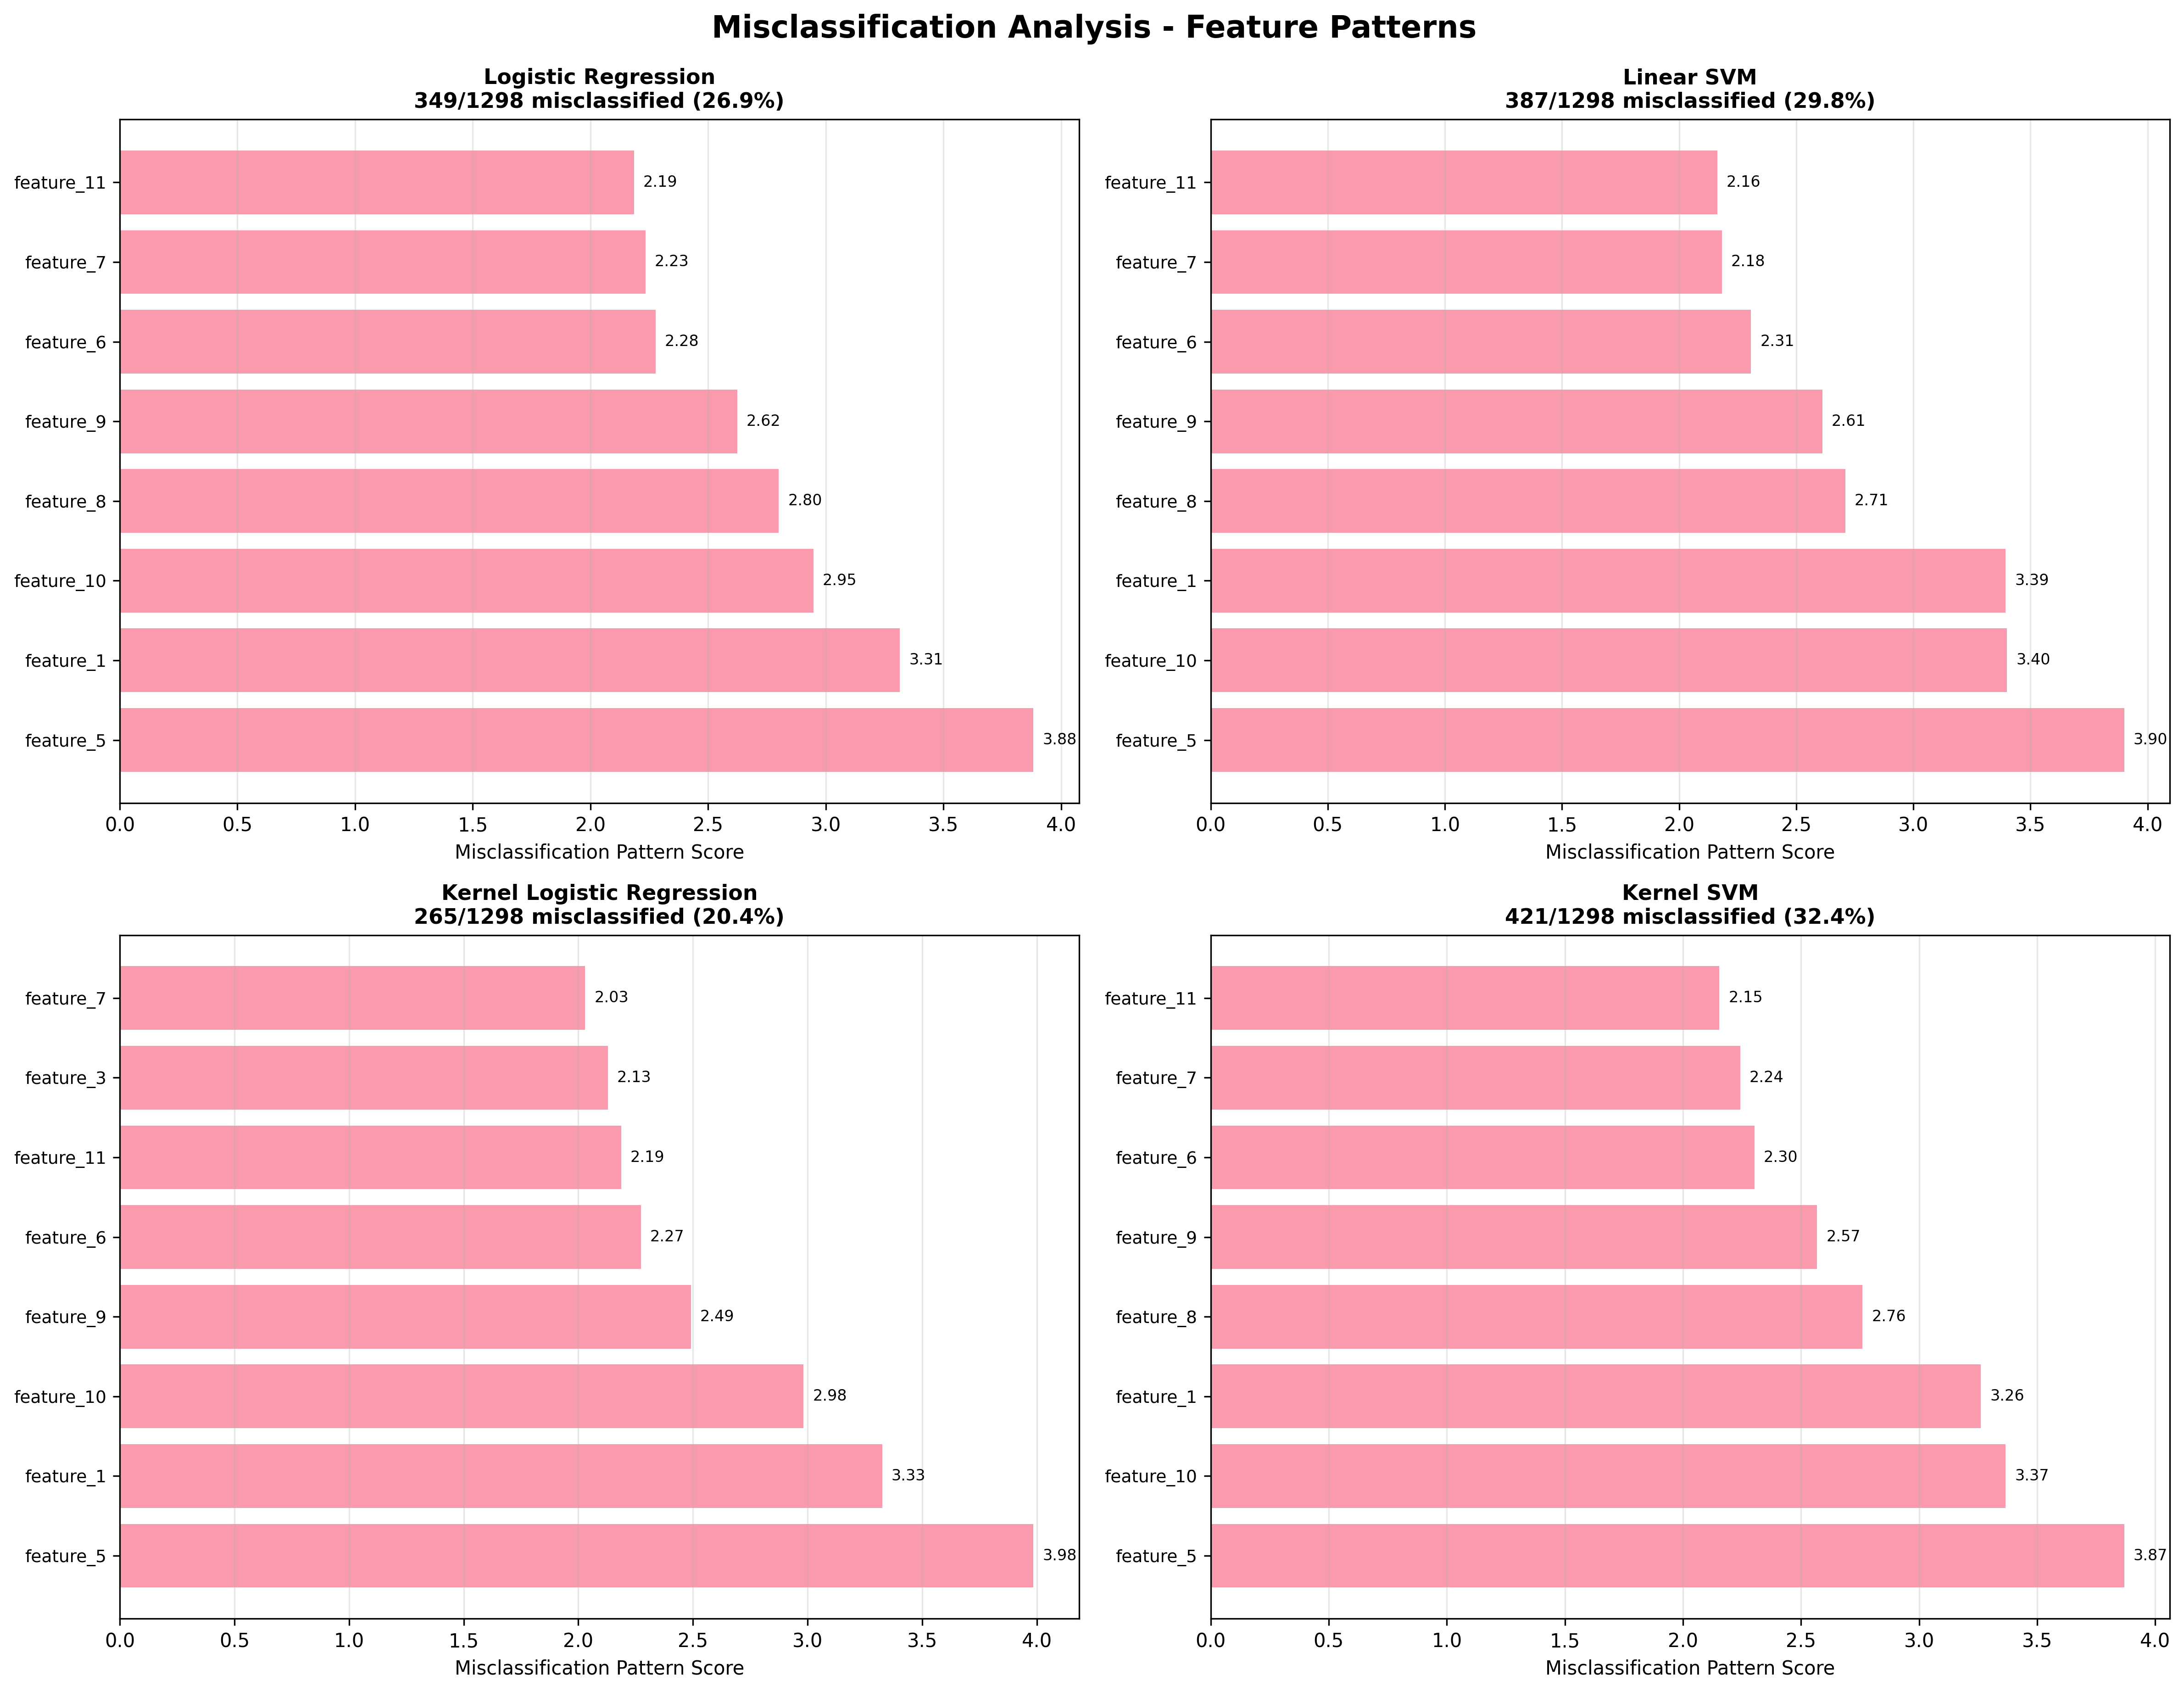 Misclassification Analysis - Feature Patterns
Logistic Regression
349/1298 misclassified (26.9%)
feature_11 2.19
feature_7 2.23
feature_6 2.28
feature_9 2.62
feature_8 2.80
feature_10 2.95
feature_1 3.31
feature_5 3.88
0.0 0.5 1.0 1.5 2.0 2.5 3.0 3.5 4.0
Misclassification Pattern Score
Linear SVM
387/1298 misclassified (29.8%)
feature_11 2.16
feature_7 2.18
feature_6 2.31
feature_9 2.61
feature_8 2.71
feature_1 3.39
feature_10 3.40
feature_5 3.90
0.0 0.5 1.0 1.5 2.0 2.5 3.0 3.5 4.0
Misclassification Pattern Score
Kernel Logistic Regression
265/1298 misclassified (20.4%)
feature_7 2.03
feature_3 2.13
feature_11 2.19
feature_6 2.27
feature_9 2.49
feature_10 2.98
feature_1 3.33
feature_5 3.98
0.0 0.5 1.0 1.5 2.0 2.5 3.0 3.5 4.0
Misclassification Pattern Score
Kernel SVM
421/1298 misclassified (32.4%)
feature_11 2.15
feature_7 2.24
feature_6 2.30
feature_9 2.57
feature_8 2.76
feature_1 3.26
feature_10 3.37
feature_5 3.87
0.0 0.5 1.0 1.5 2.0 2.5 3.0 3.5 4.0
Misclassification Pattern Score